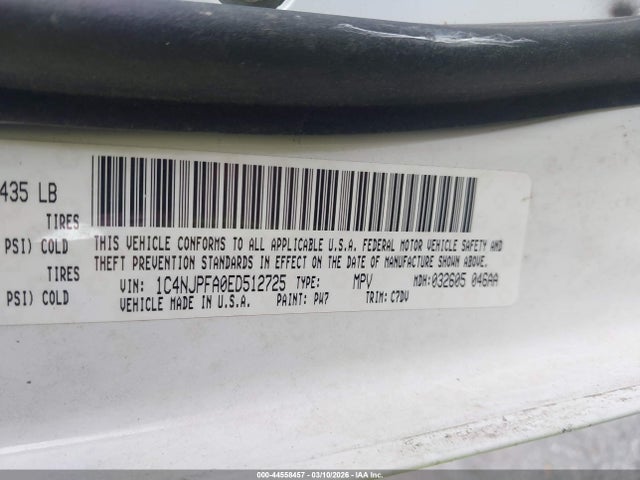 435 LB
TIRES
PSI) COLD
TIRES
PSI) COLD
THIS VEHICLE CONFORMS TO ALL APPLICABLE U.S.A. FEDERAL MOTOR VEHICLE SAFETY AND
THEFT PREVENTION STANDARDS IN EFFECT ON THE DATE OF MANUFACTURE SHOWN ABOVE.
VIN: 1C4NJPFA0ED512725 TYPE: MPV MDH: 032605 046AA
VEHICLE MADE IN U.S.A. PAINT: PW7 TRIM: C7DV
000-44558457 | 03/10/2026 - IAA PDF